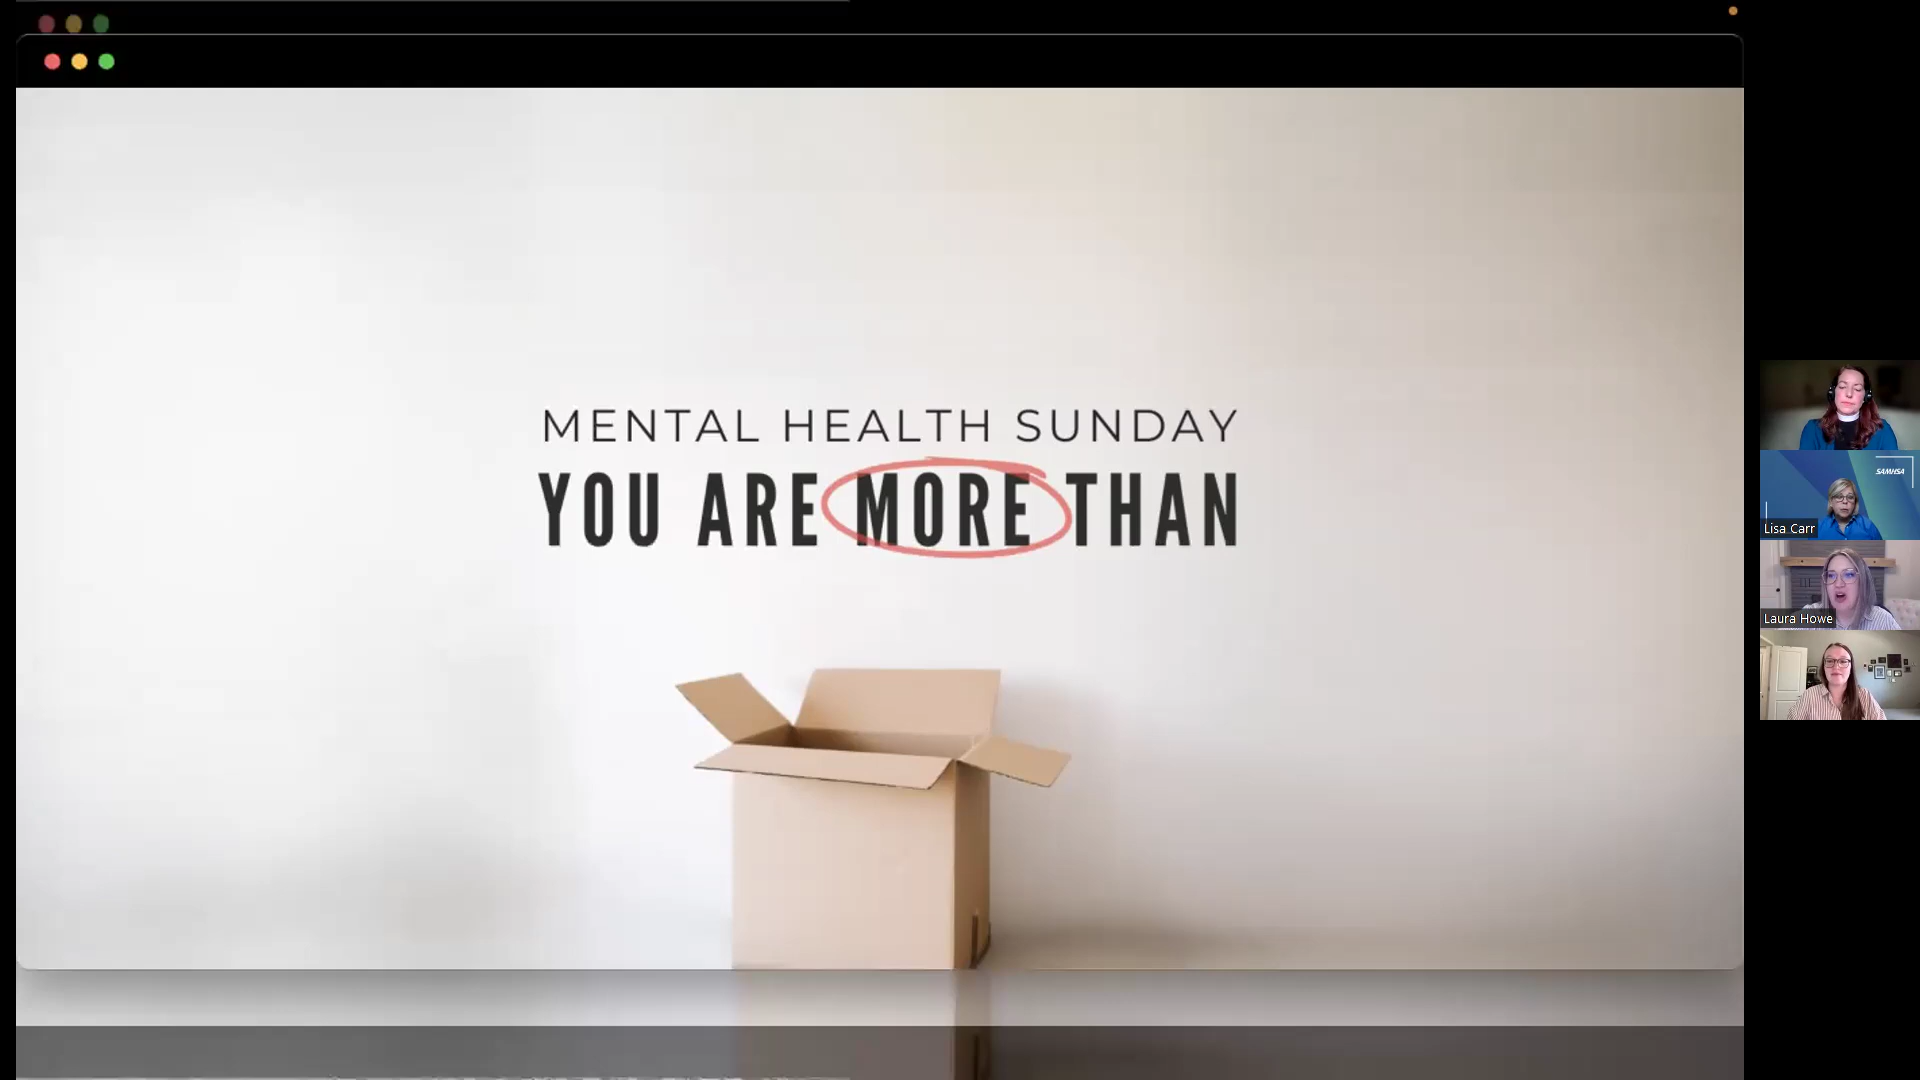 MENTAL HEALTH SUNDAY
YOU ARE MORE THAN
SAMHSA
Lisa Carr
Laura Howe